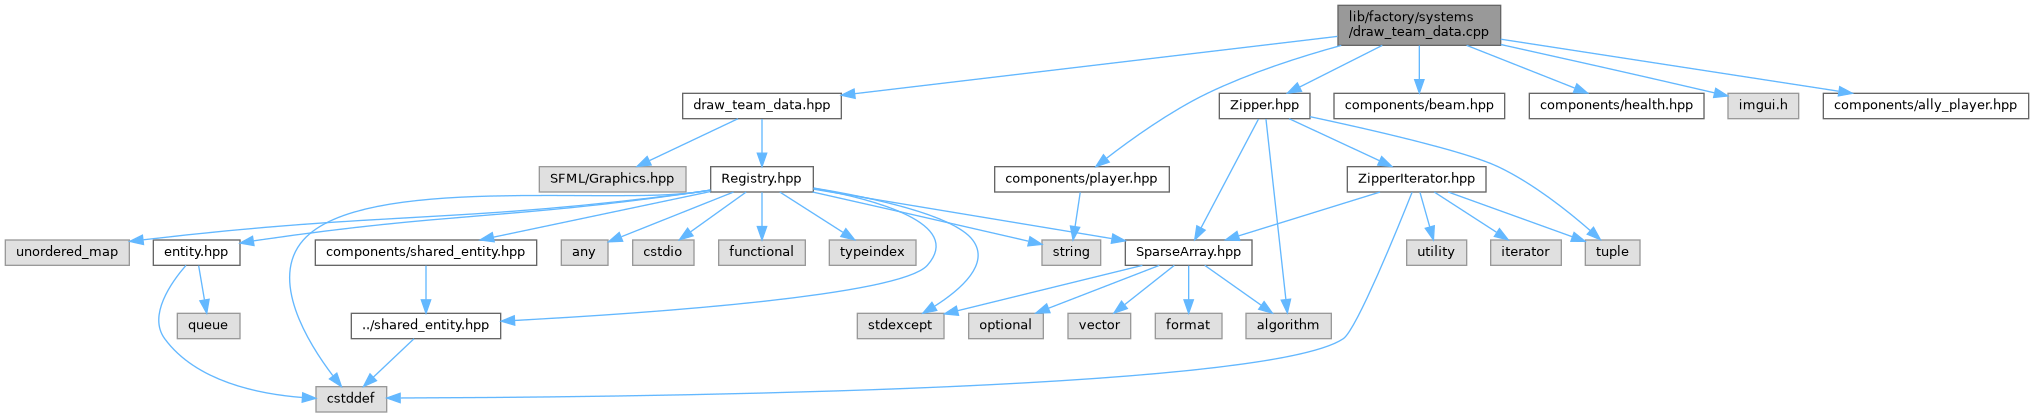 lib/factory/systems
/draw_team_data.cpp
draw_team_data.hpp
Zipper.hpp
components/beam.hpp
components/health.hpp
imgui.h
components/ally_player.hpp
SFML/Graphics.hpp
Registry.hpp
components/player.hpp
ZipperIterator.hpp
unordered_map
entity.hpp
components/shared_entity.hpp
any
cstdio
functional
typeindex
string
SparseArray.hpp
utility
iterator
tuple
queue
../shared_entity.hpp
stdexcept
optional
vector
format
algorithm
cstddef